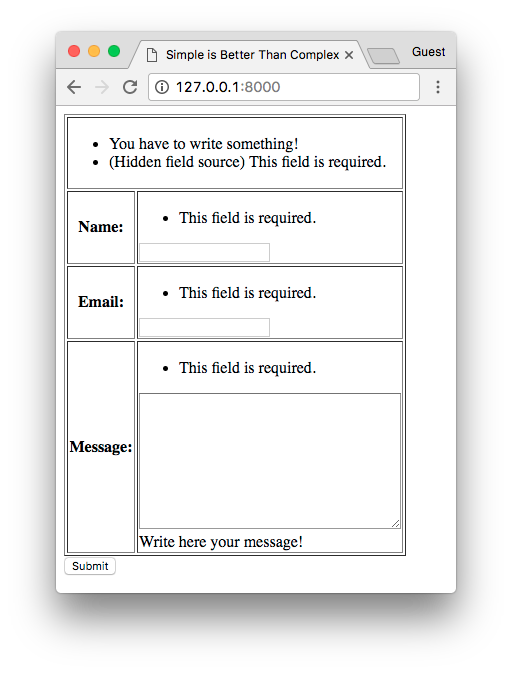 Simple is Better Than Complex
Guest
127.0.0.1:8000
You have to write something!
(Hidden field source) This field is required.
Name:
This field is required.
Email:
This field is required.
This field is required.
Message:
Write here your message!
Submit